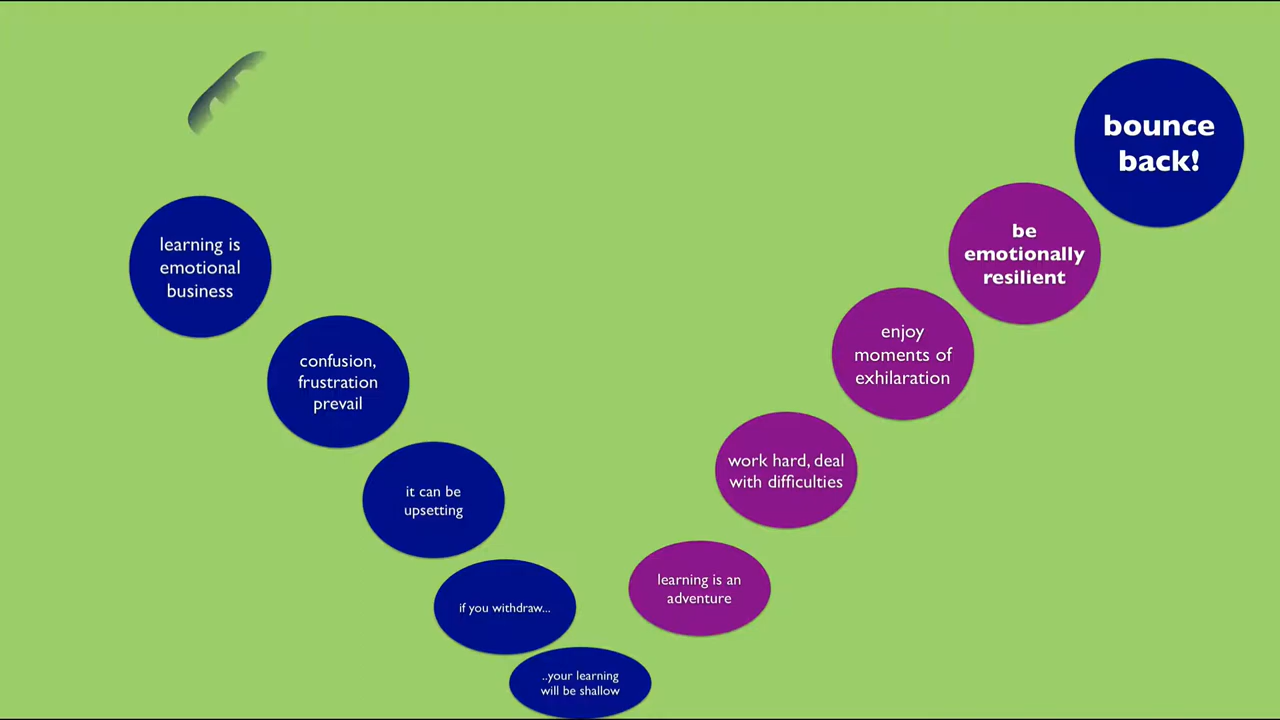 learning is
emotional
business
confusion,
frustration
prevail
it can be
upsetting
if you withdraw...
..your learning
will be shallow
learning is an
adventure
work hard, deal
with difficulties
enjoy
moments of
exhilaration
be
emotionally
resilient
bounce
back!